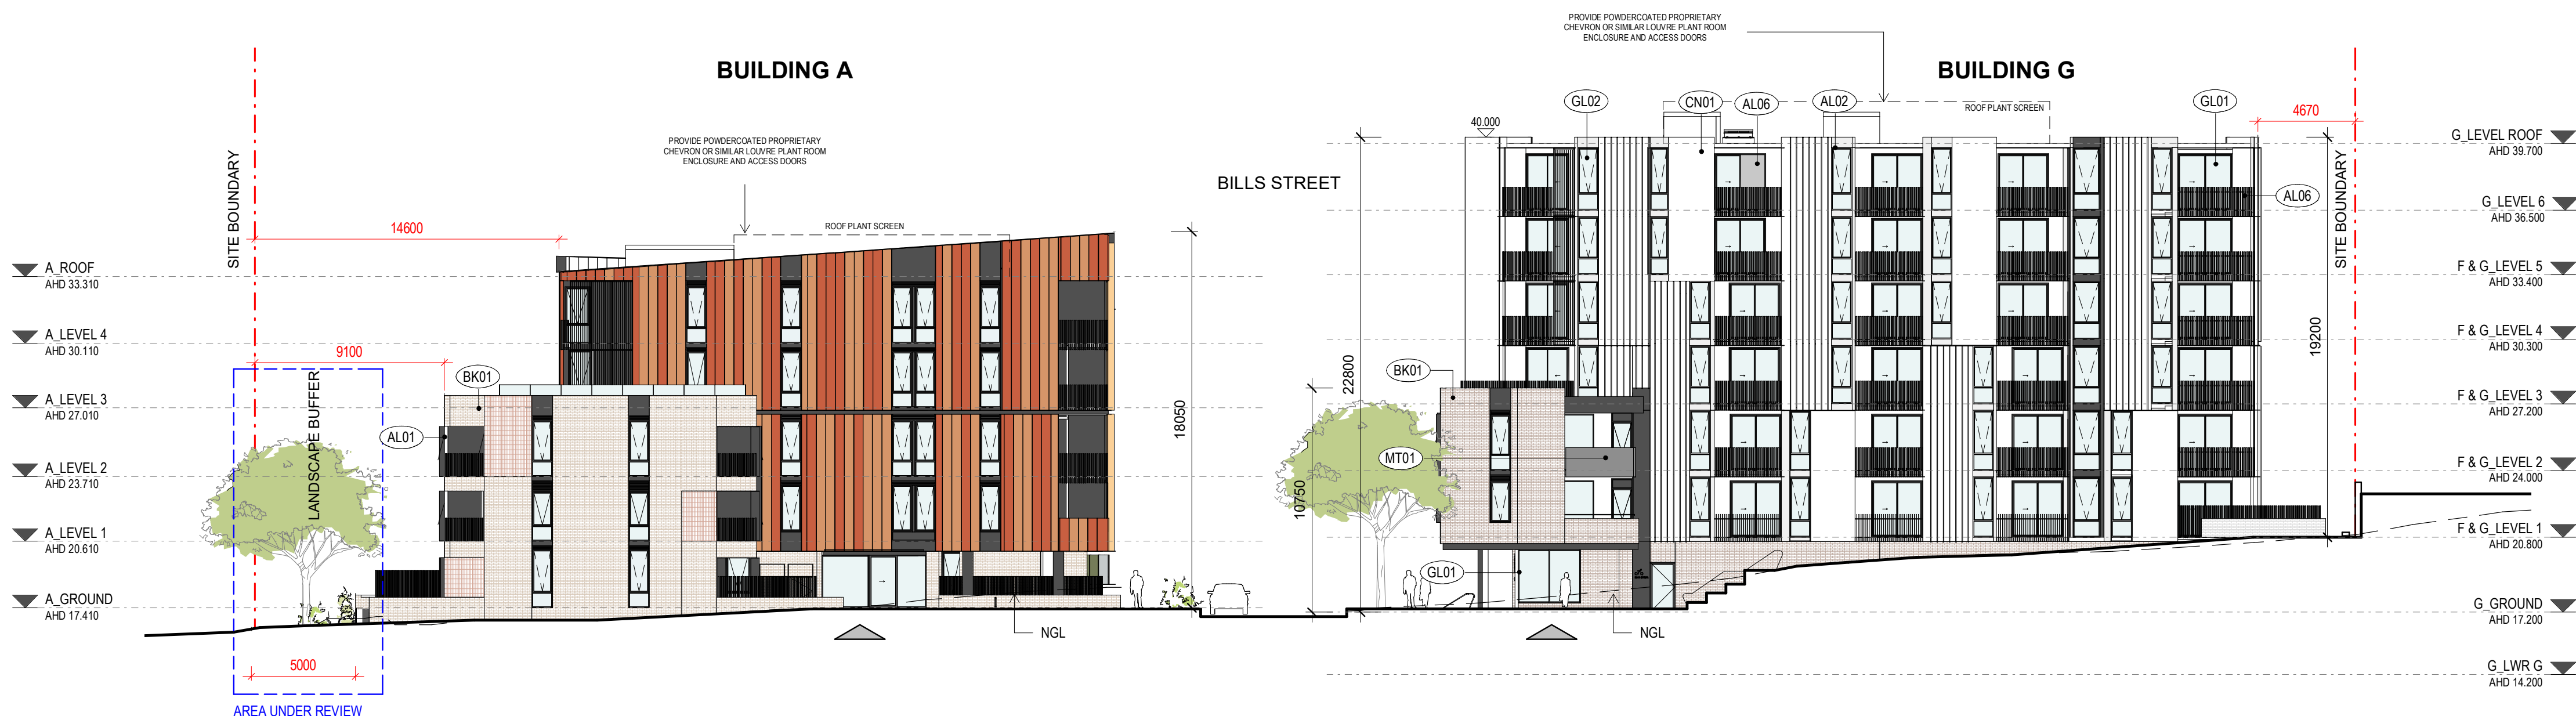 PROVIDE POWDERCOATED PROPRIETARY
CHEVRON OR SIMILAR LOUVRE PLANT ROOM
ENCLOSURE AND ACCESS DOORS
BUILDING A
BUILDING G
GL02
CN01
AL06
AL02
ROOF PLANT SCREEN
GL01
4670
40.000
G_LEVEL ROOF
AHD 39.700
PROVIDE POWDERCOATED PROPRIETARY
CHEVRON OR SIMILAR LOUVRE PLANT ROOM
ENCLOSURE AND ACCESS DOORS
SITE BOUNDARY
BILLS STREET
SITE BOUNDARY
AL06
G_LEVEL 6
AHD 36.500
14600
ROOF PLANT SCREEN
A_ROOF
AHD 33.310
F & G_LEVEL 5
AHD 33.400
A_LEVEL 4
AHD 30.110
F & G_LEVEL 4
AHD 30.300
9100
BK01
BK01
22800
19200
LANDSCAPE BUFFER
A_LEVEL 3
AHD 27.010
F & G_LEVEL 3
AHD 27.200
AL01
18050
MT01
A_LEVEL 2
AHD 23.710
F & G_LEVEL 2
AHD 24.000
10750
A_LEVEL 1
AHD 20.610
F & G_LEVEL 1
AHD 20.800
GL01
A_GROUND
AHD 17.410
G_GROUND
AHD 17.200
NGL
NGL
5000
G_LWR G
AHD 14.200
AREA UNDER REVIEW